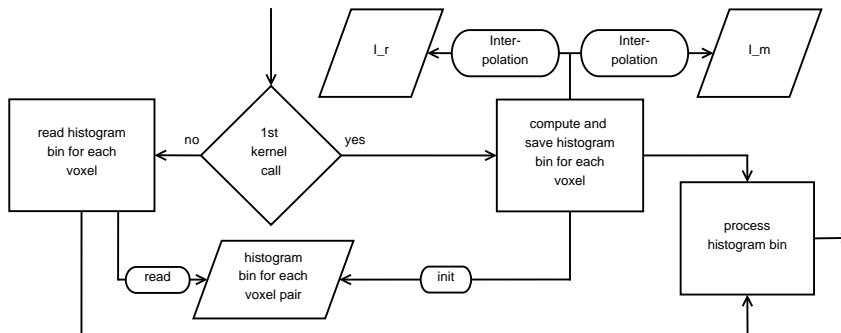 I_r
Inter-
polation
Inter-
polation
I_m
read histogram
bin for each
voxel
no
1st
kernel
call
yes
compute and
save histogram
bin for each
voxel
process
histogram bin
read
histogram
bin for each
voxel pair
init